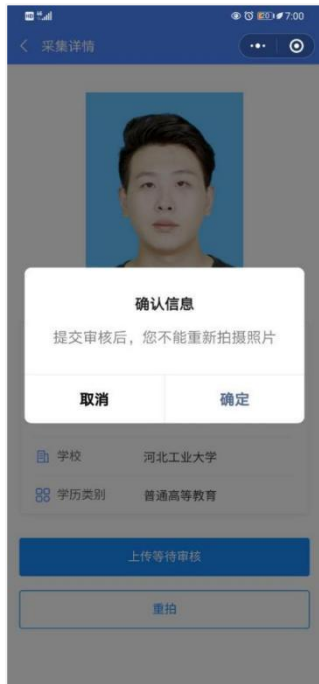 7:00
采集详情
确认信息
提交审核后，您不能重新拍摄照片
取消 确定
学校 河北工业大学
学历类别 普通高等教育
上传等待审核
重拍